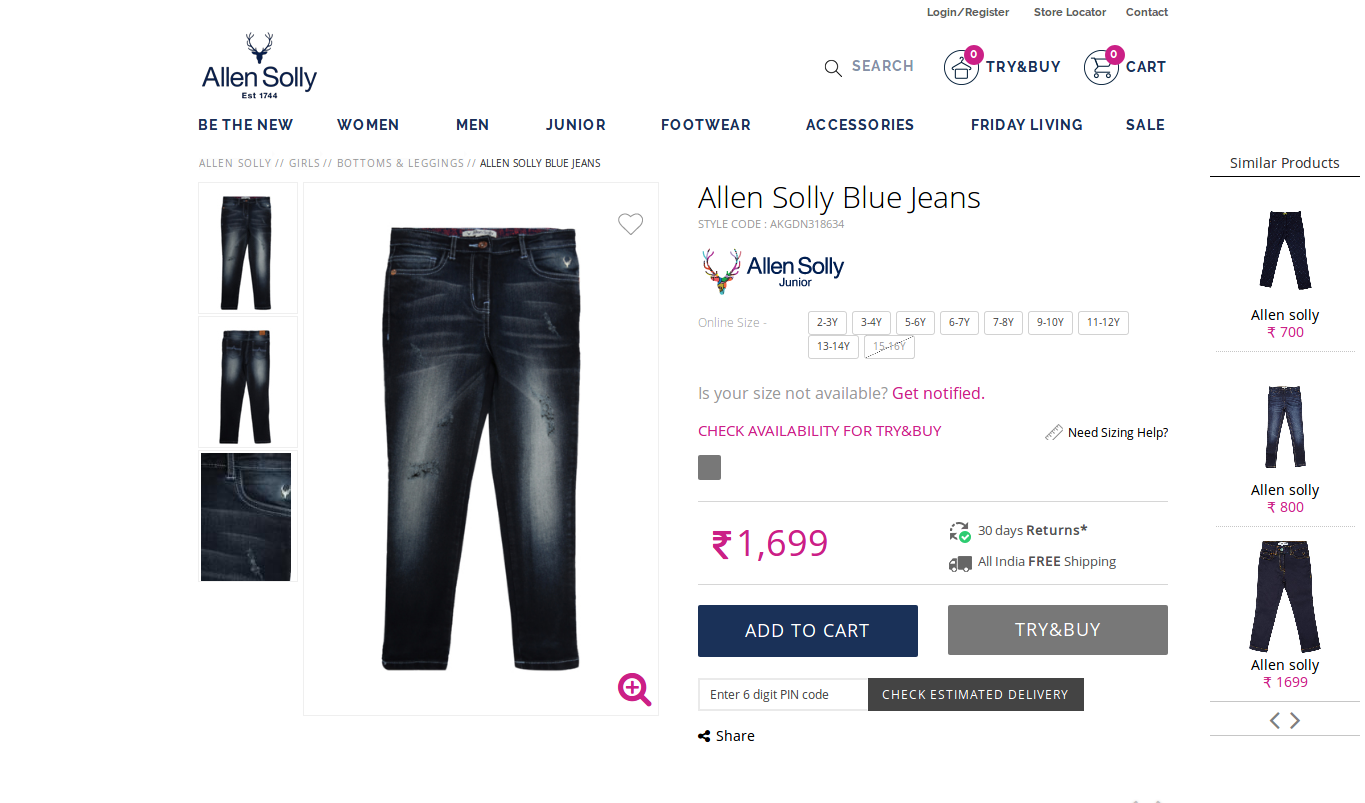 Login/Register Store Locator Contact
Allen Solly
Est 1744
SEARCH 0 TRY&BUY 0 CART
BE THE NEW WOMEN MEN JUNIOR FOOTWEAR ACCESSORIES FRIDAY LIVING SALE
ALLEN SOLLY // GIRLS // BOTTOMS & LEGGINGS // ALLEN SOLLY BLUE JEANS
Allen Solly Blue Jeans
STYLE CODE : AKGDN318634
Allen Solly
Junior
Online Size - 2-3Y 3-4Y 5-6Y 6-7Y 7-8Y 9-10Y 11-12Y
13-14Y 15-16Y
Is your size not available? Get notified.
CHECK AVAILABILITY FOR TRY&BUY Need Sizing Help?
₹ 1,699
30 days Returns*
All India FREE Shipping
ADD TO CART TRY&BUY
Enter 6 digit PIN code CHECK ESTIMATED DELIVERY
Share
Similar Products
Allen solly
₹ 700
Allen solly
₹ 800
Allen solly
₹ 1699